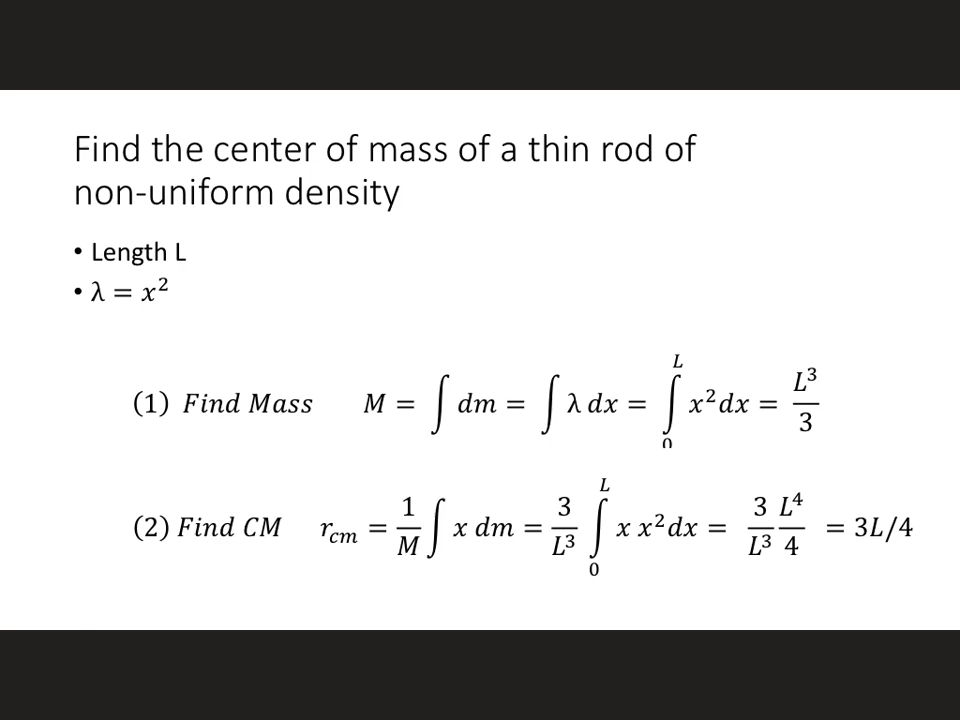 Find the center of mass of a thin rod of
non-uniform density
• Length L
• λ = x²
(1) Find Mass M = ∫ dm = ∫ λ dx = ∫₀ᴸ x² dx = L³/3
(2) Find CM r_cm = 1/M ∫ x dm = 3/L³ ∫₀ᴸ x x² dx = 3/L³ L⁴/4 = 3L/4